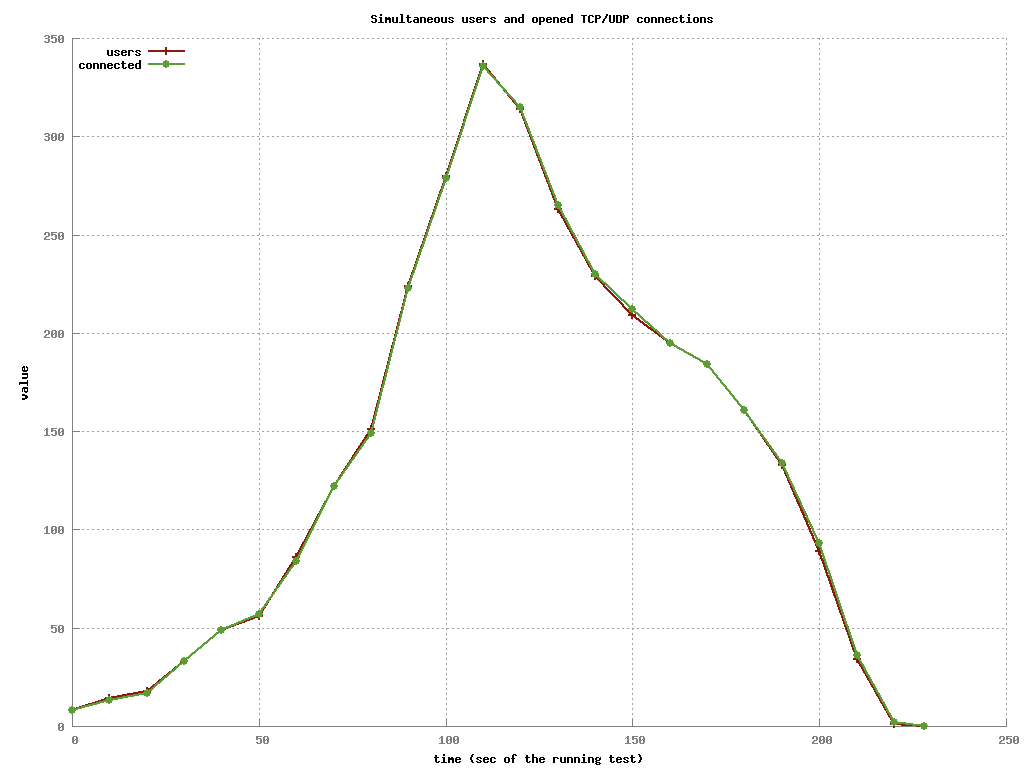 Simultaneous users and opened TCP/UDP connections
350
users
connected
300
250
200
value
150
100
50
0
0 50 100 150 200 250
time (sec of the running test)